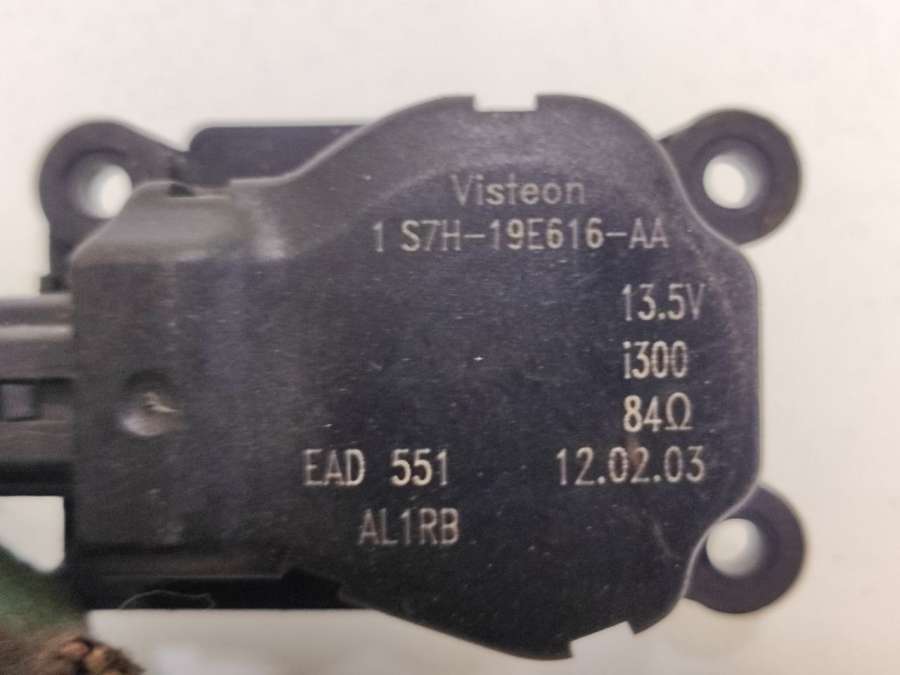 Visteon
1 S7H-19E616-AA
13.5V
i300
84Ω
EAD 551 12.02.03
AL1RB